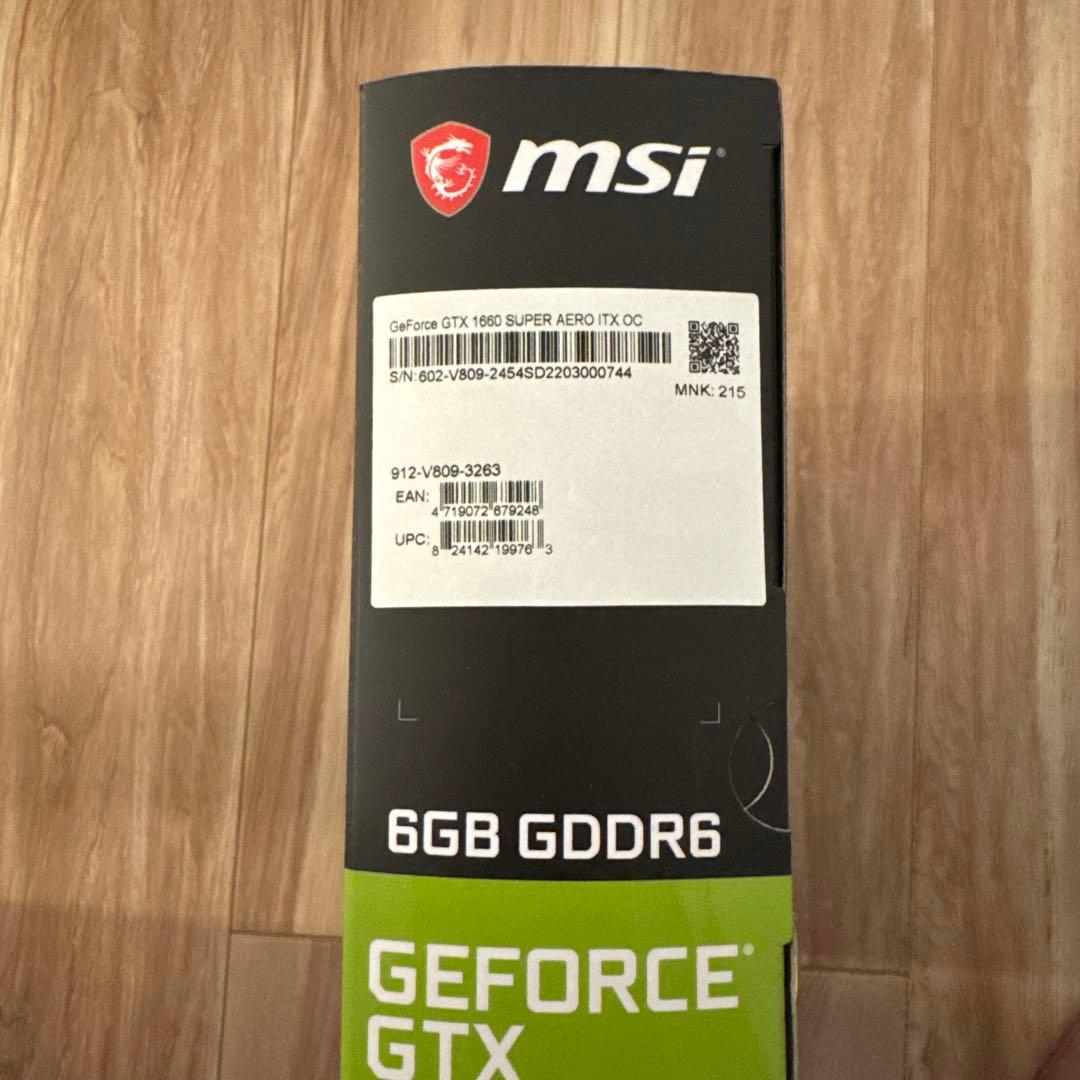 msi®
GeForce GTX 1660 SUPER AERO ITX OC
S/N:602-V809-2454SD2203000744
MNK: 215
912-V809-3263
EAN:
4 719072 679248
UPC:
8 24142 19976 3
6GB GDDR6
GEFORCE®
GTX